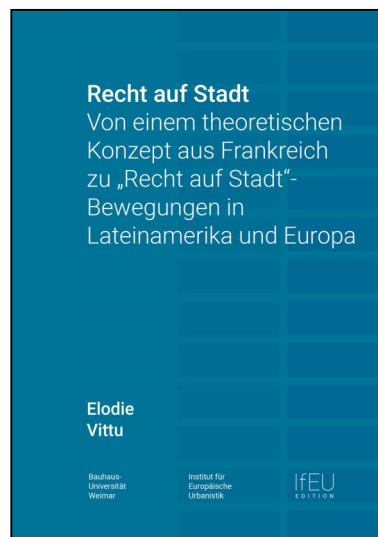 Recht auf Stadt
Von einem theoretischen
Konzept aus Frankreich
zu „Recht auf Stadt“-
Bewegungen in
Lateinamerika und Europa
Elodie
Vittu
Bauhaus-
Universität
Weimar
Institut für
Europäische
Urbanistik
IfEU
EDITION